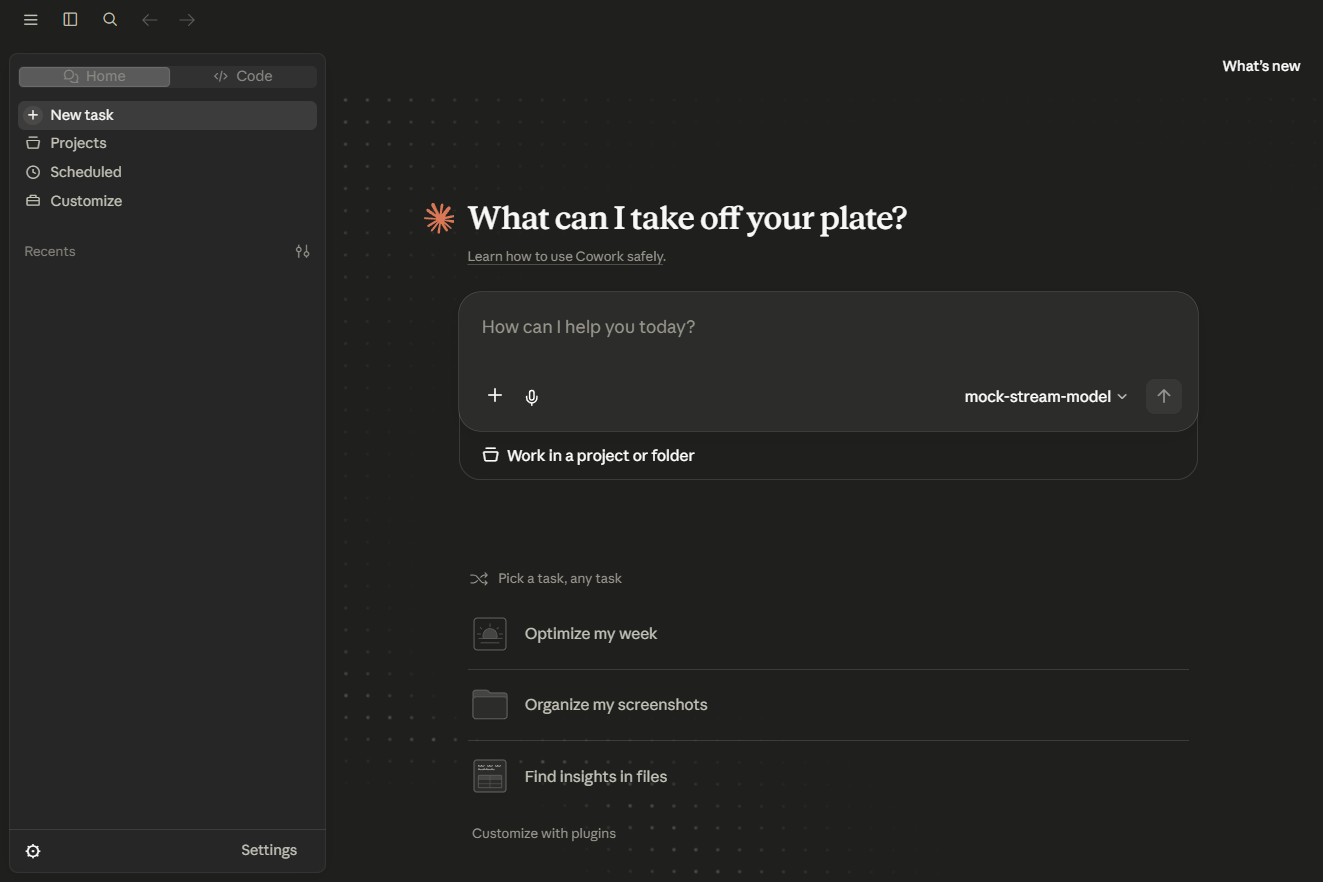 Home
Code
What's new
New task
Projects
Scheduled
Customize
Recents
What can I take off your plate?
Learn how to use Cowork safely.
How can I help you today?
mock-stream-model
Work in a project or folder
Pick a task, any task
Optimize my week
Organize my screenshots
Find insights in files
Customize with plugins
Settings